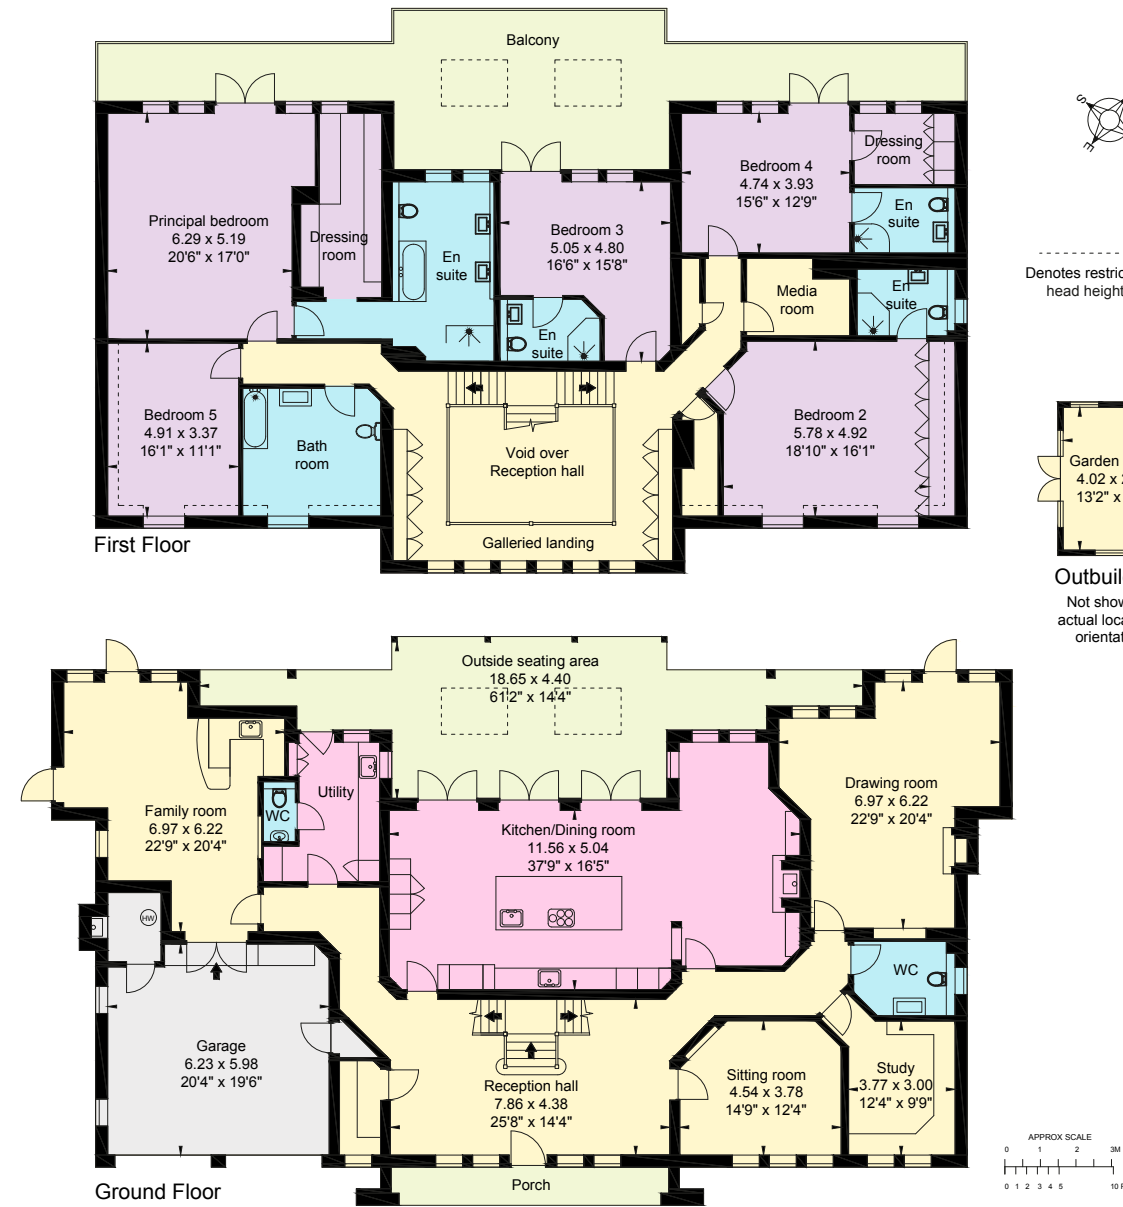 Balcony
Principal bedroom
6.29 x 5.19
20'6" x 17'0"
Dressing
room
En
suite
Bedroom 3
5.05 x 4.80
16'6" x 15'8"
En
suite
Bedroom 4
4.74 x 3.93
15'6" x 12'9"
Dressing
room
En
suite
Media
room
En
suite
Bedroom 5
4.91 x 3.37
16'1" x 11'1"
Bath
room
Void over
Reception hall
Bedroom 2
5.78 x 4.92
18'10" x 16'1"
Galleried landing
First Floor
S
E
Denotes restric
head height
Garden
4.02 x 2
13'2" x
Outbuil
Not show
actual loca
orientat
Outside seating area
18.65 x 4.40
61'2" x 14'4"
Family room
6.97 x 6.22
22'9" x 20'4"
Utility
WC
Kitchen/Dining room
11.56 x 5.04
37'9" x 16'5"
Drawing room
6.97 x 6.22
22'9" x 20'4"
HW
WC
Garage
6.23 x 5.98
20'4" x 19'6"
Reception hall
7.86 x 4.38
25'8" x 14'4"
Sitting room
4.54 x 3.78
14'9" x 12'4"
Study
3.77 x 3.00
12'4" x 9'9"
Porch
Ground Floor
APPROX SCALE
0 1 2 3M
0 1 2 3 4 5 10 F